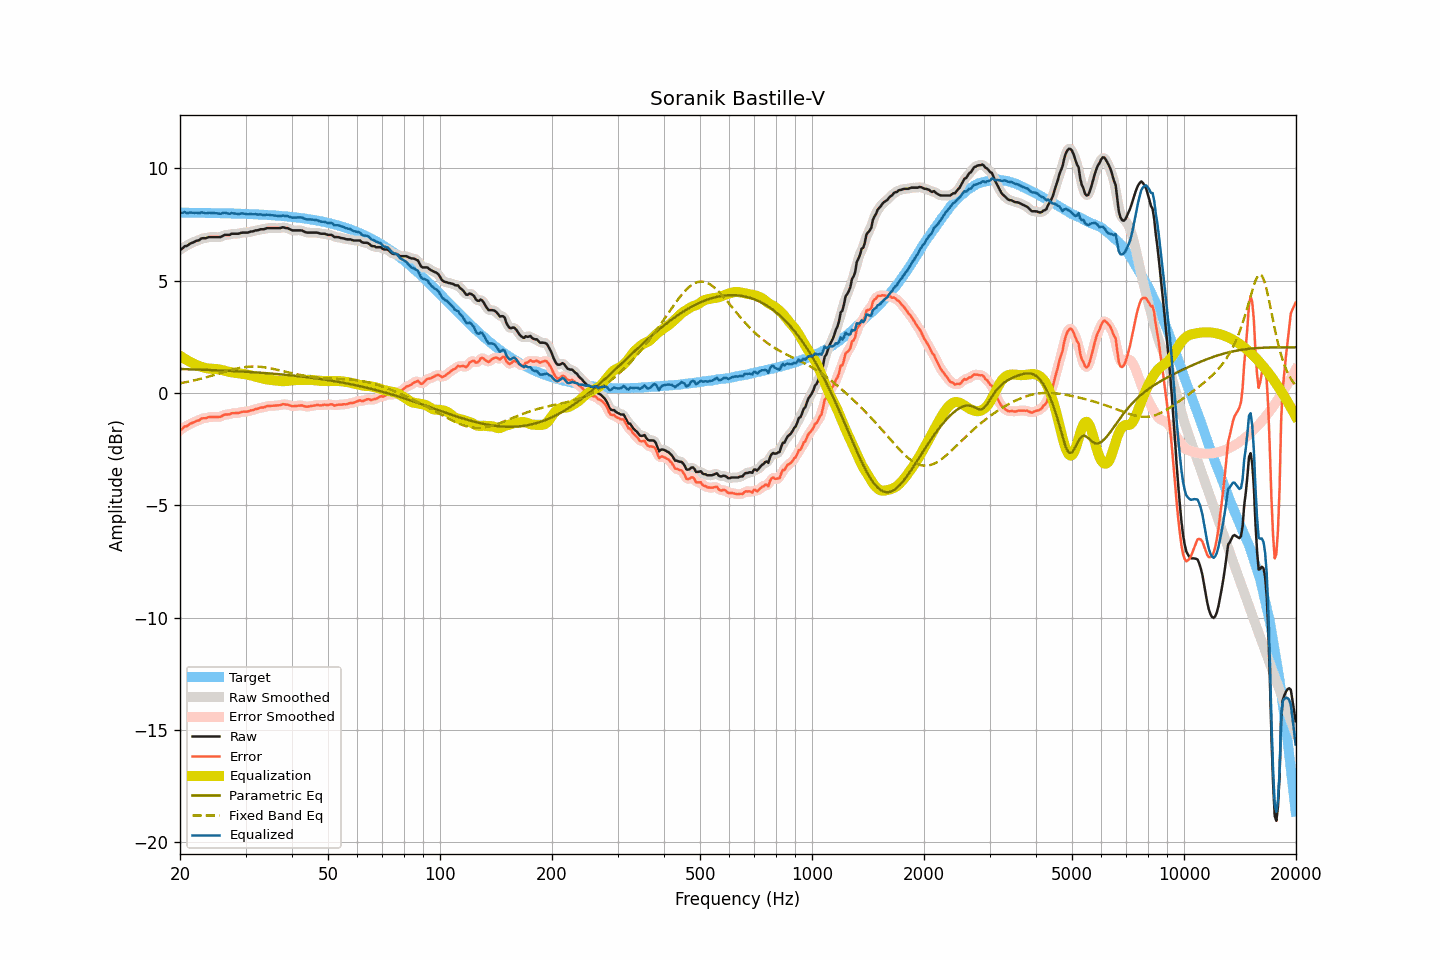 Soranik Bastille-V
10
5
0
−5
−10
−15
−20
Amplitude (dBr)
Target
Raw Smoothed
Error Smoothed
Raw
Error
Equalization
Parametric Eq
Fixed Band Eq
Equalized
20 50 100 200 500 1000 2000 5000 10000 20000
Frequency (Hz)